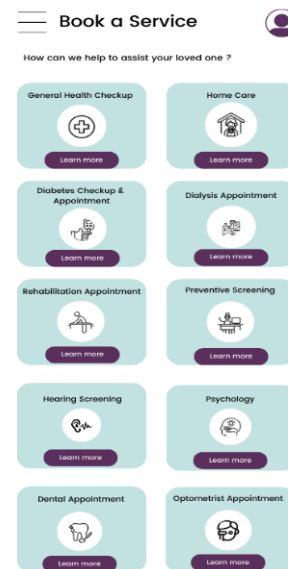 Book a Service
How can we help to assist your loved one ?
General Health Checkup
Learn more
Home Care
Learn more
Diabetes Checkup &
Appointment
Learn more
Dialysis Appointment
Learn more
Rehabilitation Appointment
Learn more
Preventive Screening
Learn more
Hearing Screening
Learn more
Psychology
Learn more
Dental Appointment
Learn more
Optometrist Appointment
Learn more